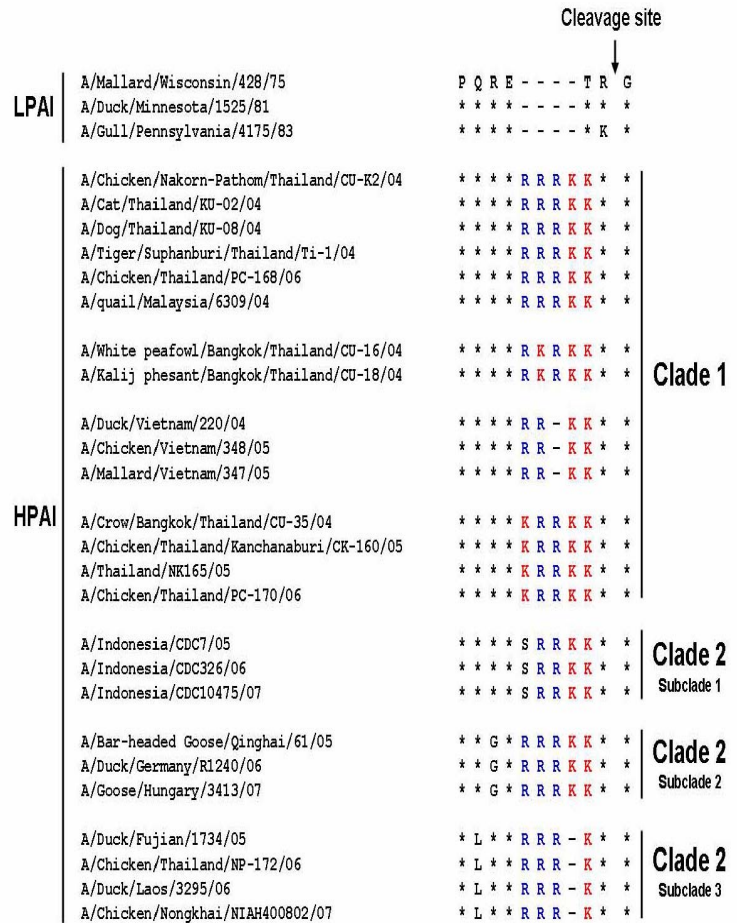 Cleavage site
LPAI
A/Mallard/Wisconsin/428/75 P Q R E - - - - T R G
A/Duck/Minnesota/1525/81 * * * * - - - - * * *
A/Gull/Pennsylvania/4175/83 * * * * - - - - * K *
HPAI
A/Chicken/Nakorn-Pathom/Thailand/CU-K2/04 * * * * R R R K K * *
A/Cat/Thailand/KU-02/04 * * * * R R R K K * *
A/Dog/Thailand/KU-08/04 * * * * R R R K K * *
A/Tiger/Suphanburi/Thailand/Ti-1/04 * * * * R R R K K * *
A/Chicken/Thailand/PC-168/06 * * * * R R R K K * *
A/quail/Malaysia/6309/04 * * * * R R R K K * *
A/White peafowl/Bangkok/Thailand/CU-16/04 * * * * R K R K K * *
A/Kalij phesant/Bangkok/Thailand/CU-18/04 * * * * R K R K K * *
Clade 1
A/Duck/Vietnam/220/04 * * * * R R - K K * *
A/Chicken/Vietnam/348/05 * * * * R R - K K * *
A/Mallard/Vietnam/347/05 * * * * R R - K K * *
A/Crow/Bangkok/Thailand/CU-35/04 * * * * K R R K K * *
A/Chicken/Thailand/Kanchanaburi/CK-160/05 * * * * K R R K K * *
A/Thailand/NK165/05 * * * * K R R K K * *
A/Chicken/Thailand/PC-170/06 * * * * K R R K K * *
A/Indonesia/CDC7/05 * * * * S R R K K * *
A/Indonesia/CDC326/06 * * * * S R R K K * *
A/Indonesia/CDC10475/07 * * * * S R R K K * *
Clade 2
Subclade 1
A/Bar-headed Goose/Qinghai/61/05 * * G * R R R K K * *
A/Duck/Germany/R1240/06 * * G * R R R K K * *
A/Goose/Hungary/3413/07 * * G * R R R K K * *
Clade 2
Subclade 2
A/Duck/Fujian/1734/05 * L * * R R R - K * *
A/Chicken/Thailand/NP-172/06 * L * * R R R - K * *
A/Duck/Laos/3295/06 * L * * R R R - K * *
A/Chicken/Nongkhai/NIAH400802/07 * L * * R R R - K * *
Clade 2
Subclade 3